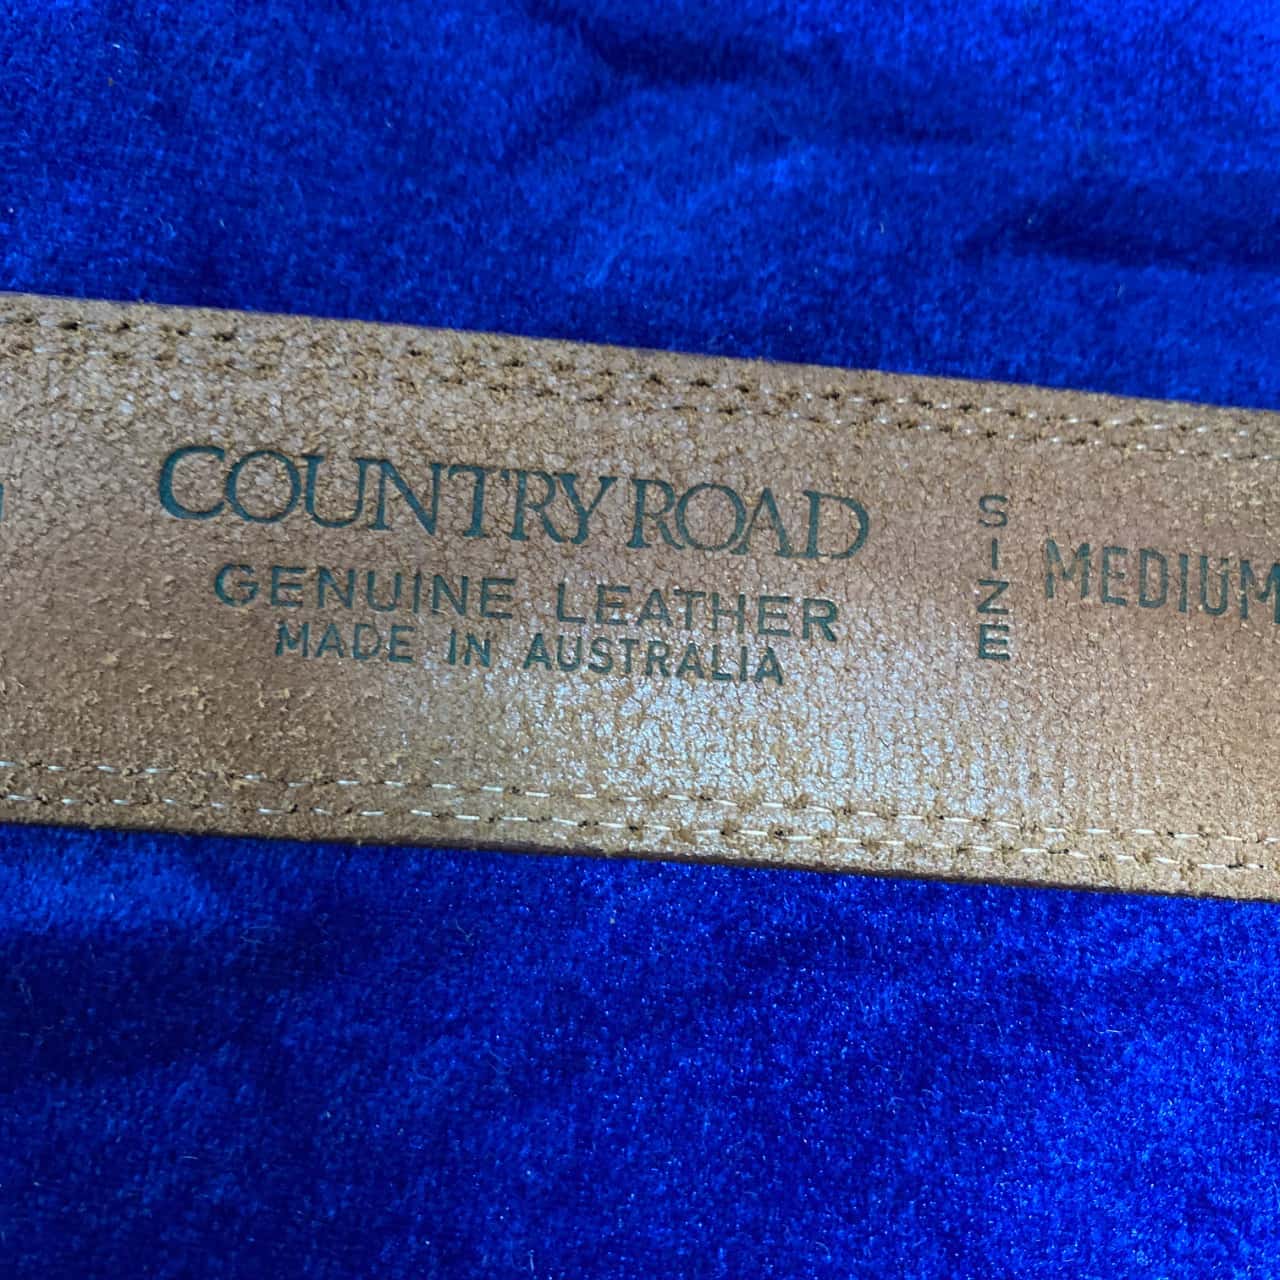 COUNTRY ROAD
GENUINE LEATHER
MADE IN AUSTRALIA
SIZE
MEDIUM